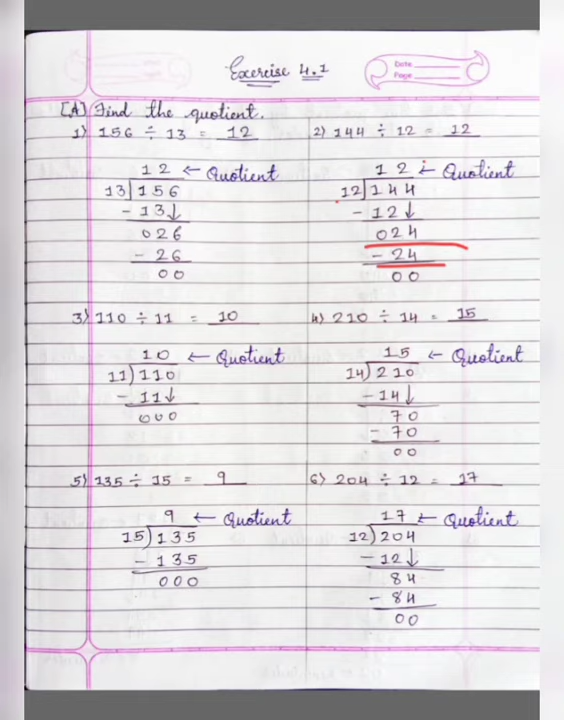 Exercise 4.1
Date
Page
[A] Find the quotient.
1) 156 ÷ 13 = 12
13)156
12 ← Quotient
- 13↓
026
- 26
00
2) 144 ÷ 12 = 12
12 ← Quotient
12)144
- 12↓
024
- 24
00
3) 110 ÷ 11 = 10
10 ← Quotient
11)110
- 11↓
000
4) 210 ÷ 14 = 15
15 ← Quotient
14)210
- 14↓
70
- 70
00
5) 135 ÷ 15 = 9
9 ← Quotient
15)135
- 135
000
6) 204 ÷ 12 = 17
17 ← Quotient
12)204
- 12↓
84
- 84
00